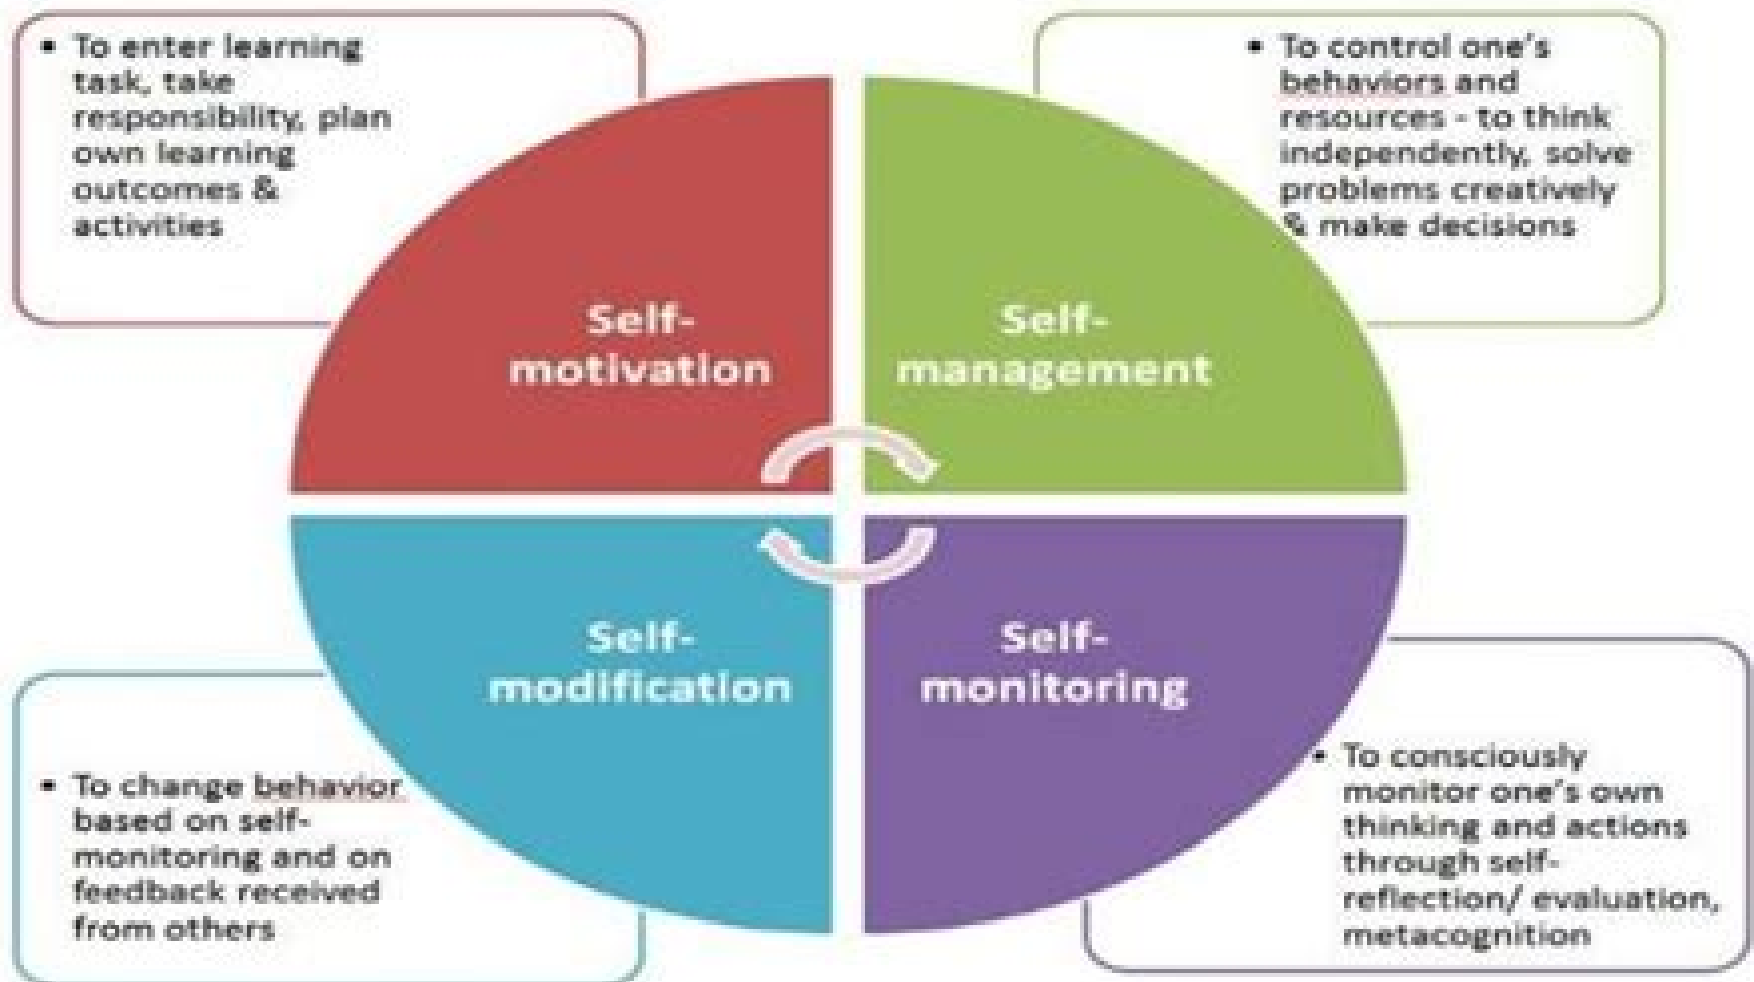 • To enter learning
task, take
responsibility, plan
own learning
outcomes &
activities
• To control one's
behaviors and
resources - to think
independently, solve
problems creatively
& make decisions
Self-
motivation
Self-
management
Self-
modification
Self-
monitoring
• To change behavior
based on self-
monitoring and on
feedback received
from others
• To consciously
monitor one's own
thinking and actions
through self-
reflection/ evaluation,
metacognition